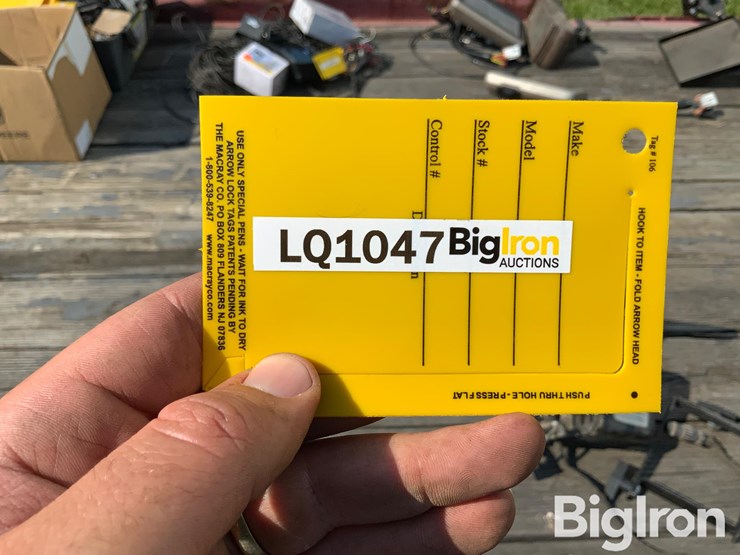 LQ1047 BigIron
AUCTIONS
Tag # 106
Make
Model
Stock #
Control #
HOOK TO ITEM - FOLD ARROW HEAD
PUSH THRU HOLE - PRESS FLAT
USE ONLY SPECIAL PENS - WAIT FOR INK TO DRY
ARROW LOCK TAGS PATENTS PENDING BY
THE MACRAY CO. PO BOX 809 FLANDERS NJ 07836
1-800-539-8247 www.macrayco.com
BigIron